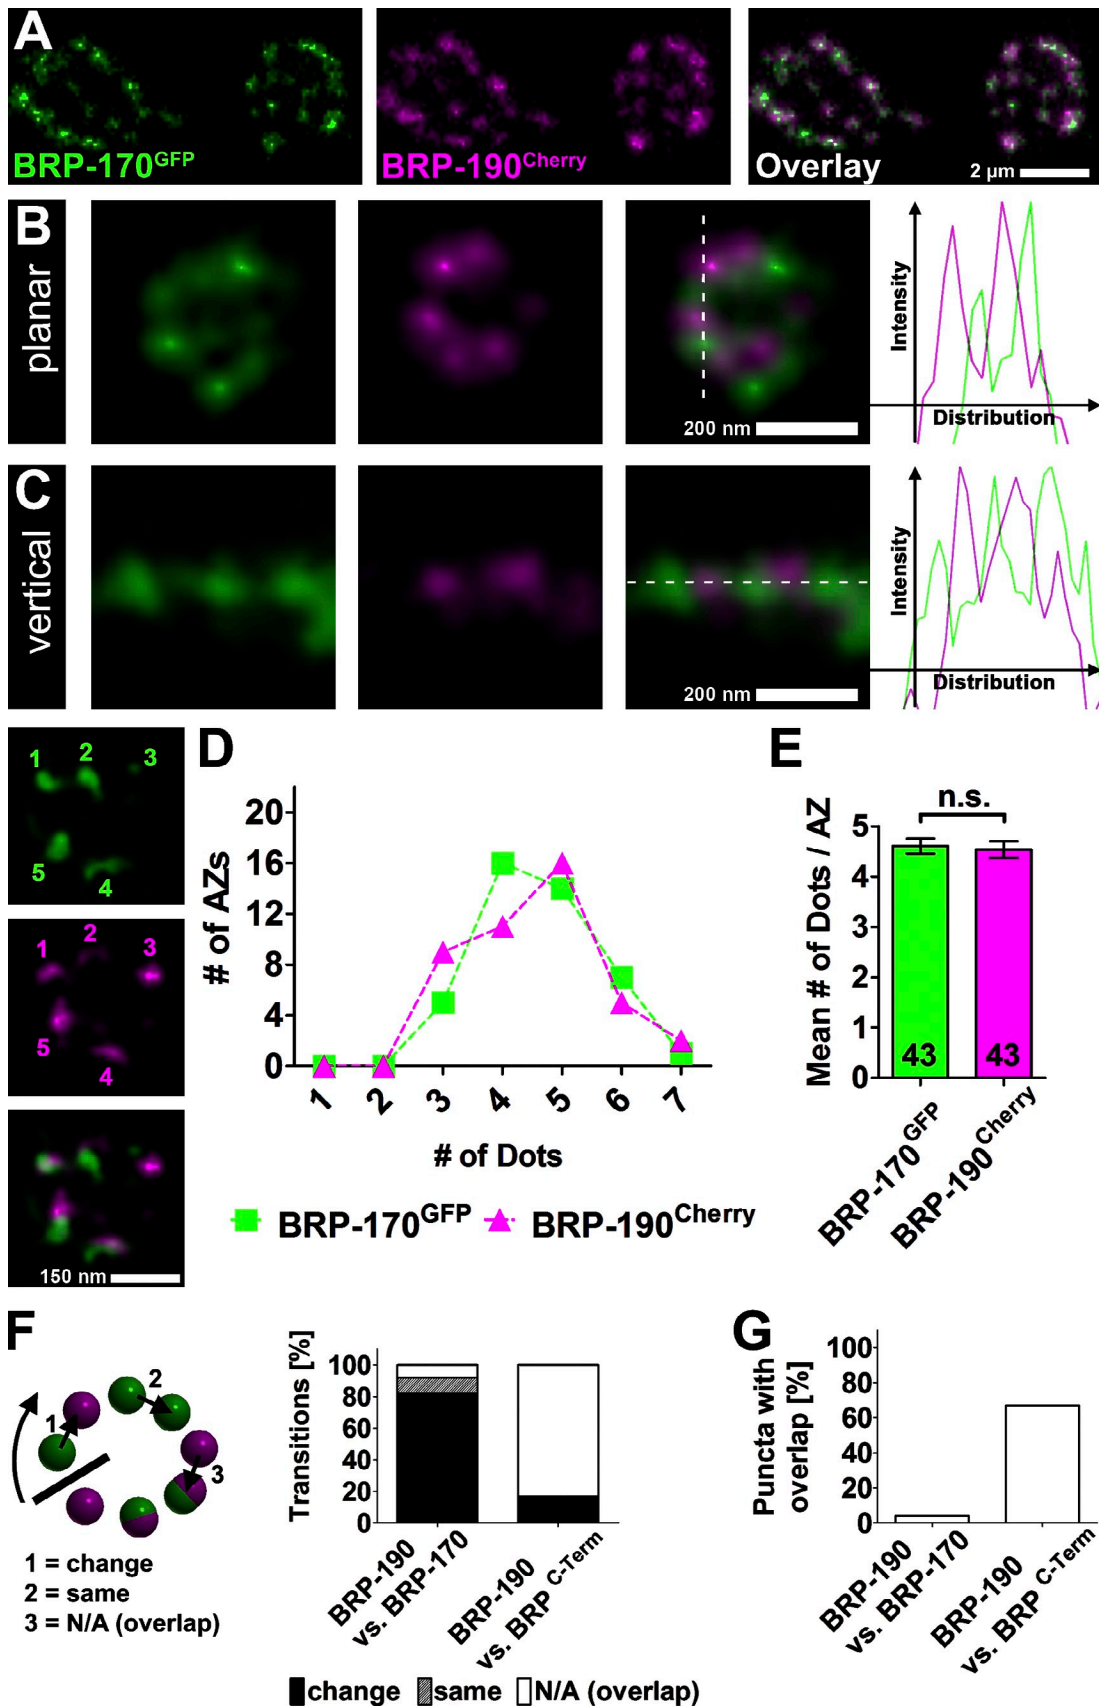 A
BRP-170GFP
BRP-190Cherry
Overlay
2 µm
B
planar
200 nm
Intensity
Distribution
C
vertical
200 nm
Intensity
Distribution
1 2 3
5 4
1 2 3
5 4
150 nm
D
# of AZs
20
16
12
8
4
0
1 2 3 4 5 6 7
# of Dots
BRP-170GFP BRP-190Cherry
E
n.s.
Mean # of Dots / AZ
5
4
3
2
1
0
43 43
BRP-170GFP
BRP-190Cherry
F
1
2
3
1 = change
2 = same
3 = N/A (overlap)
Transitions [%]
100
80
60
40
20
0
BRP-190
vs. BRP-170
BRP-190
vs. BRP C-Term
change same N/A (overlap)
G
Puncta with
overlap [%]
100
80
60
40
20
0
BRP-190
vs. BRP-170
BRP-190
vs. BRP C-Term